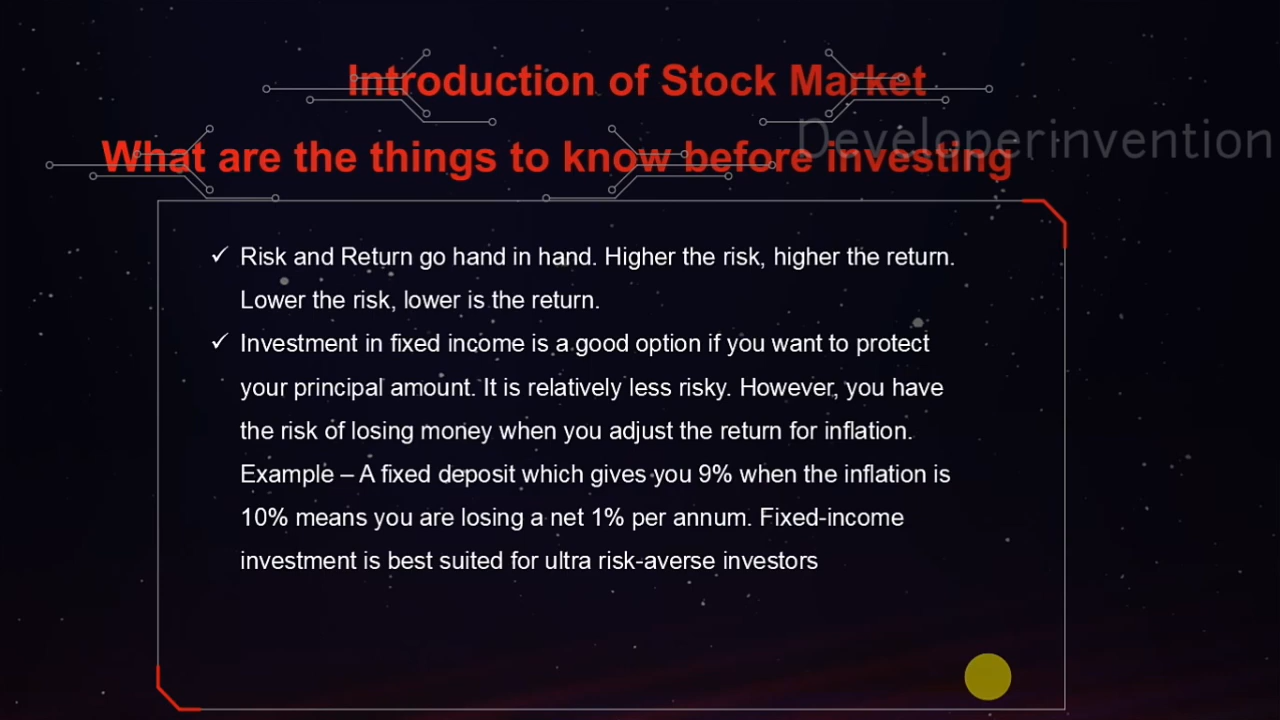 Introduction of Stock Market
Developerinvention
What are the things to know before investing
✓ Risk and Return go hand in hand. Higher the risk, higher the return.
Lower the risk, lower is the return.
✓ Investment in fixed income is a good option if you want to protect
your principal amount. It is relatively less risky. However, you have
the risk of losing money when you adjust the return for inflation.
Example – A fixed deposit which gives you 9% when the inflation is
10% means you are losing a net 1% per annum. Fixed-income
investment is best suited for ultra risk-averse investors